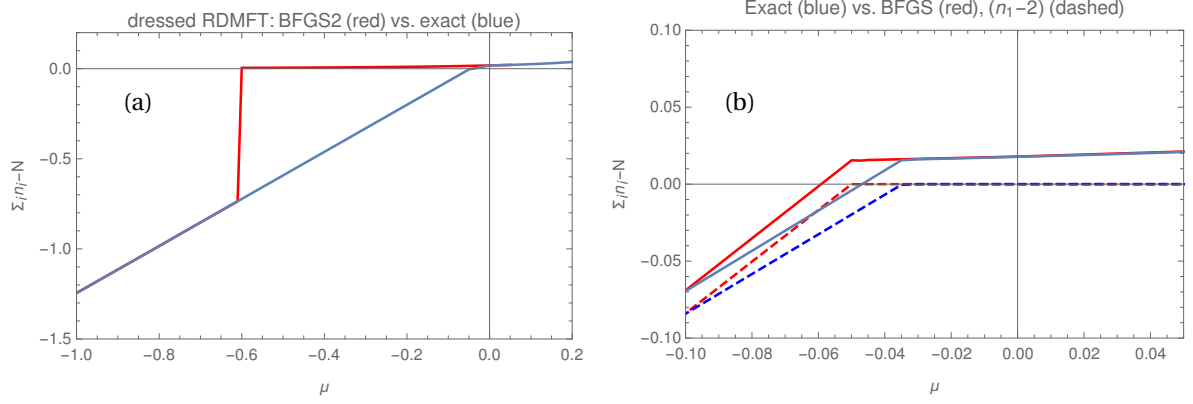 dressed RDMFT: BFGS2 (red) vs. exact (blue)
(a)
0.0
−0.5
−1.0
−1.5
Σᵢnᵢ−N
−1.0 −0.8 −0.6 −0.4 −0.2 0.0 0.2
μ
Exact (blue) vs. BFGS (red), (n₁−2) (dashed)
(b)
0.10
0.05
0.00
−0.05
−0.10
Σᵢnᵢ−N
−0.10 −0.08 −0.06 −0.04 −0.02 0.00 0.02 0.04
μ